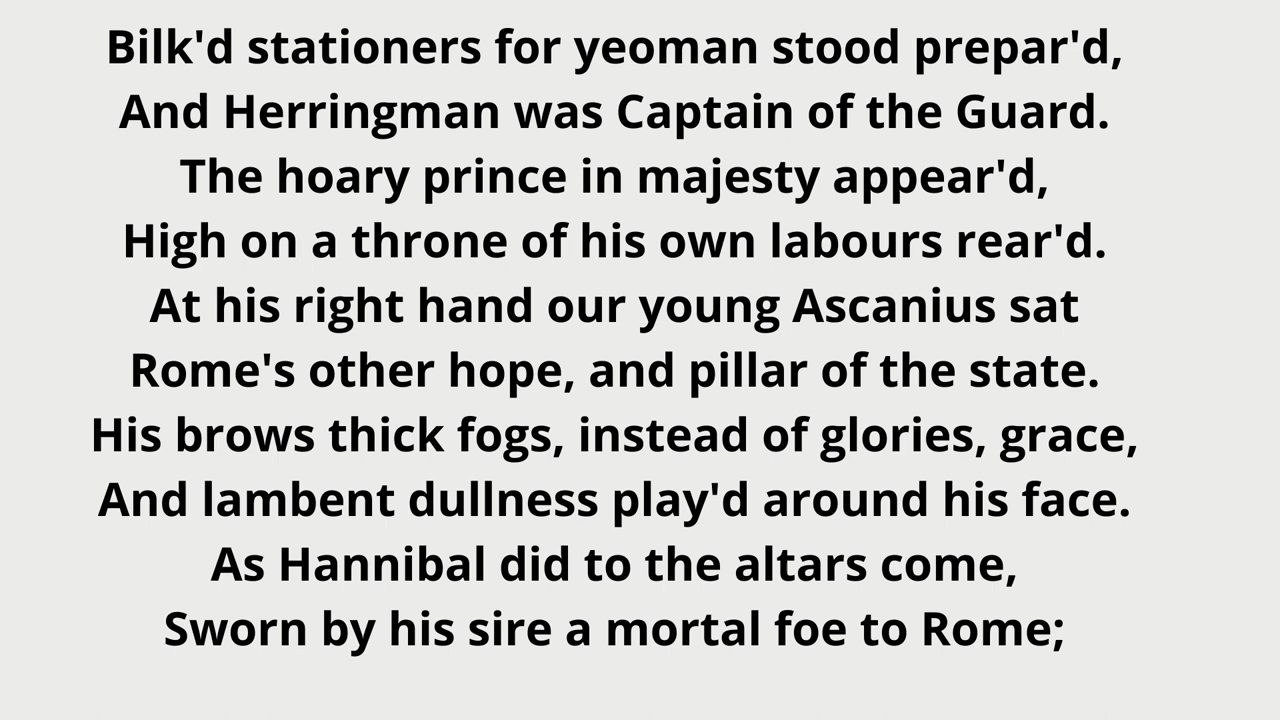 Bilk'd stationers for yeoman stood prepar'd,
And Herringman was Captain of the Guard.
The hoary prince in majesty appear'd,
High on a throne of his own labours rear'd.
At his right hand our young Ascanius sat
Rome's other hope, and pillar of the state.
His brows thick fogs, instead of glories, grace,
And lambent dullness play'd around his face.
As Hannibal did to the altars come,
Sworn by his sire a mortal foe to Rome;